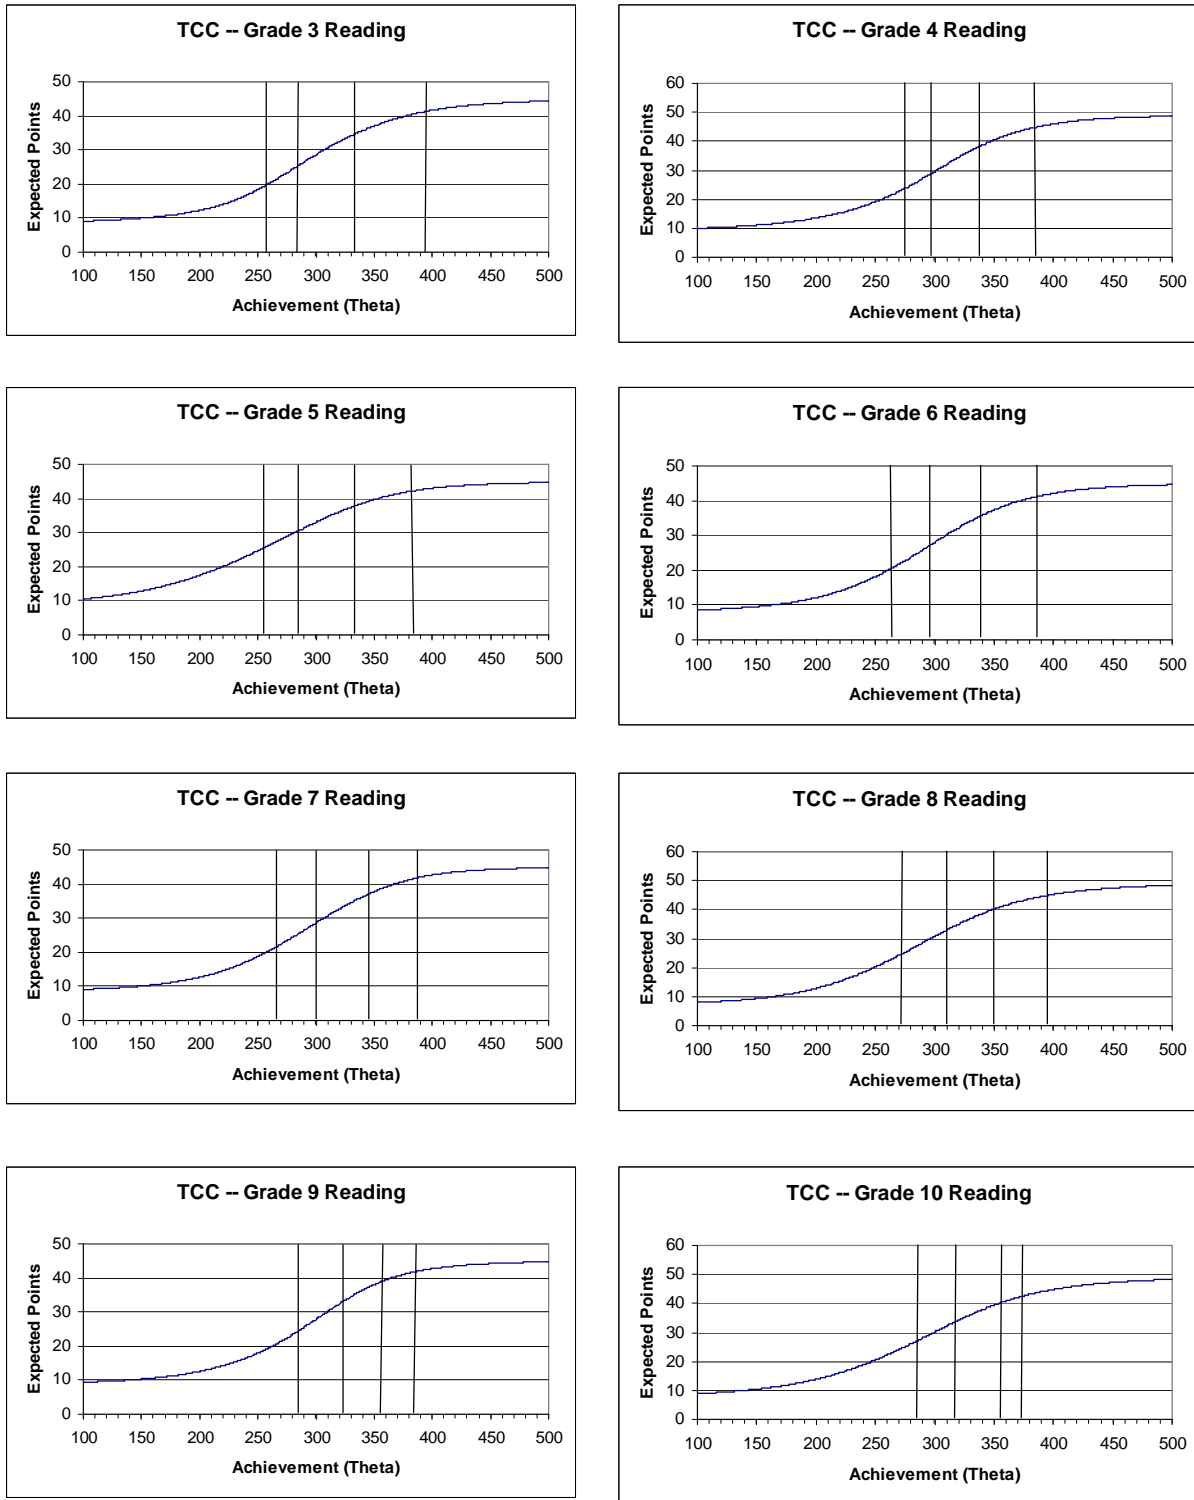 TCC -- Grade 3 Reading
50
40
30
20
10
0
Expected Points
100 150 200 250 300 350 400 450 500
Achievement (Theta)
TCC -- Grade 4 Reading
60
50
40
30
20
10
0
Expected Points
100 150 200 250 300 350 400 450 500
Achievement (Theta)
TCC -- Grade 5 Reading
50
40
30
20
10
0
Expected Points
100 150 200 250 300 350 400 450 500
Achievement (Theta)
TCC -- Grade 6 Reading
50
40
30
20
10
0
Expected Points
100 150 200 250 300 350 400 450 500
Achievement (Theta)
TCC -- Grade 7 Reading
50
40
30
20
10
0
Expected Points
100 150 200 250 300 350 400 450 500
Achievement (Theta)
TCC -- Grade 8 Reading
60
50
40
30
20
10
0
Expected Points
100 150 200 250 300 350 400 450 500
Achievement (Theta)
TCC -- Grade 9 Reading
50
40
30
20
10
0
Expected Points
100 150 200 250 300 350 400 450 500
Achievement (Theta)
TCC -- Grade 10 Reading
60
50
40
30
20
10
0
Expected Points
100 150 200 250 300 350 400 450 500
Achievement (Theta)